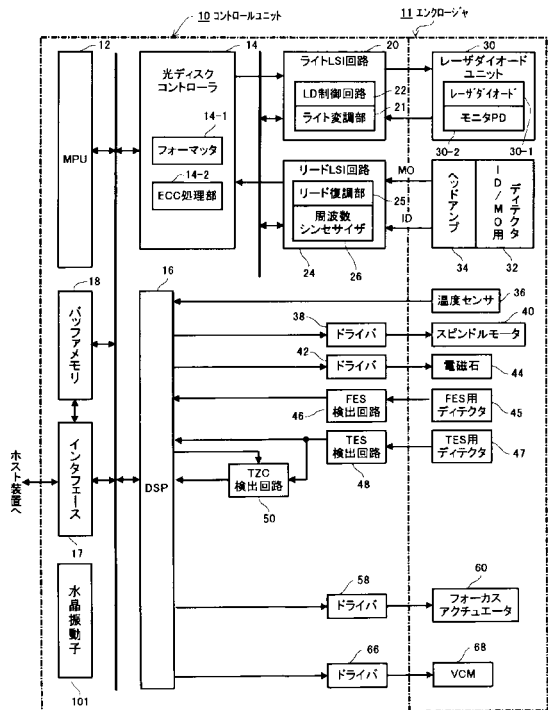 10 コントロールユニット
11 エンクロージャ
12
MPU
14
光ディスク
コントローラ
14-1
フォーマッタ
14-2
ECC処理部
20
ライトLSI回路
LD制御回路
22
ライト変調部
21
30
レーザダイオード
ユニット
レーザダイオード
モニタPD
30-2
30-1
リードLSI回路
リード復調部
25
周波数
シンセサイザ
24
26
MO
ID
ヘッドアンプ
34
ディテクタ
ID/MO用
32
18
バッファメモリ
16
DSP
温度センサ
36
38
ドライバ
40
スピンドルモータ
42
ドライバ
電磁石
44
FES
検出回路
46
FES用
ディテクタ
45
TES
検出回路
48
TES用
ディテクタ
47
TZC
検出回路
50
ホスト装置へ
インタフェース
17
水晶振動子
101
58
ドライバ
60
フォーカス
アクチュエータ
66
ドライバ
68
VCM